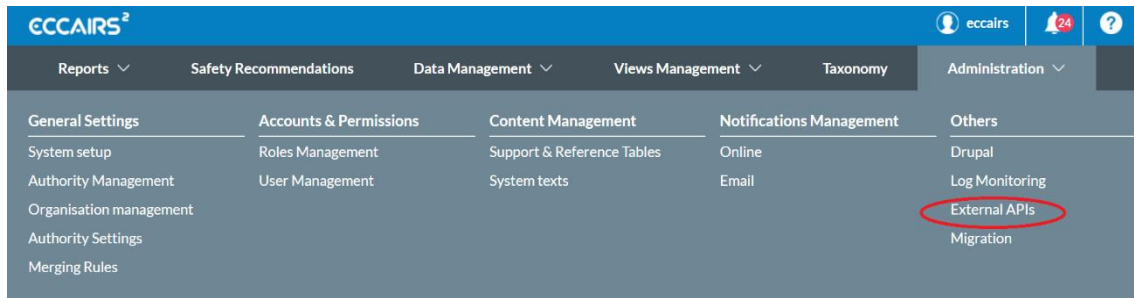 ECCAIRS2
eccairs
24
?
Reports
Safety Recommendations
Data Management
Views Management
Taxonomy
Administration
General Settings
System setup
Authority Management
Organisation management
Authority Settings
Merging Rules
Accounts & Permissions
Roles Management
User Management
Content Management
Support & Reference Tables
System texts
Notifications Management
Online
Email
Others
Drupal
Log Monitoring
External APIs
Migration